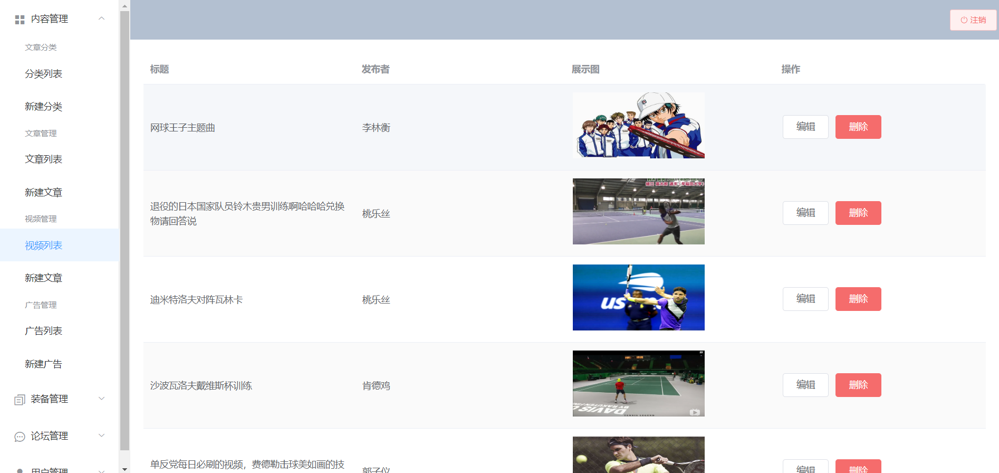 内容管理
文章分类
分类列表
新建分类
文章管理
文章列表
新建文章
视频管理
视频列表
新建文章
广告管理
广告列表
新建广告
装备管理
论坛管理
用户管理
注销
标题 发布者 展示图 操作
网球王子主题曲 李林衡 编辑 删除
退役的日本国家队员铃木贵男训练啊哈哈哈兑换
物请回答说
桃乐丝 编辑 删除
迪米特洛夫对阵瓦林卡 桃乐丝 编辑 删除
us
沙波瓦洛夫戴维斯杯训练 肯德鸡 编辑 删除
DAVIS
BY RAKUTEN FIN
TENNIS LEGEND
单反党每日必刷的视频，费德勒击球美如画的技
郭子仪 编辑 删除